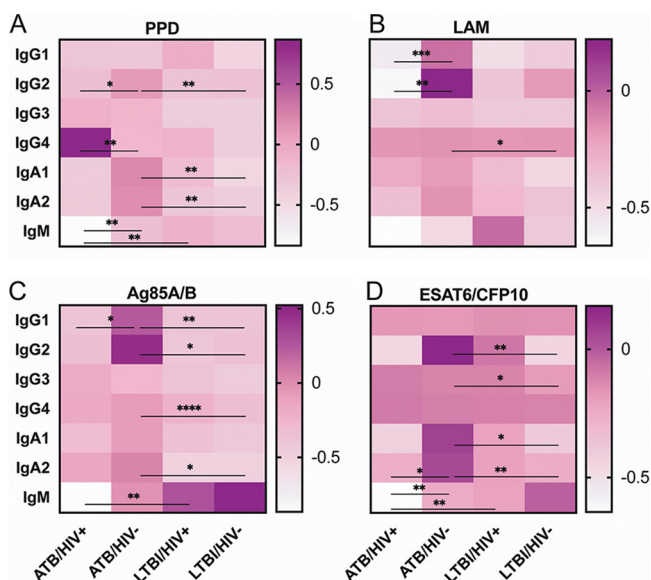 A PPD
IgG1
IgG2 * **
IgG3
IgG4 **
IgA1 **
IgA2 **
IgM **
**
0.5
0
-0.5
B LAM
***
**
*
0
-0.5
C Ag85A/B
IgG1 * **
IgG2 *
IgG3
IgG4 ****
IgA1
IgA2 *
IgM **
0.5
0
-0.5
ATB/HIV+ ATB/HIV- LTBI/HIV+ LTBI/HIV-
D ESAT6/CFP10
**
*
*
* **
**
**
0
-0.5
ATB/HIV+ ATB/HIV- LTBI/HIV+ LTBI/HIV-